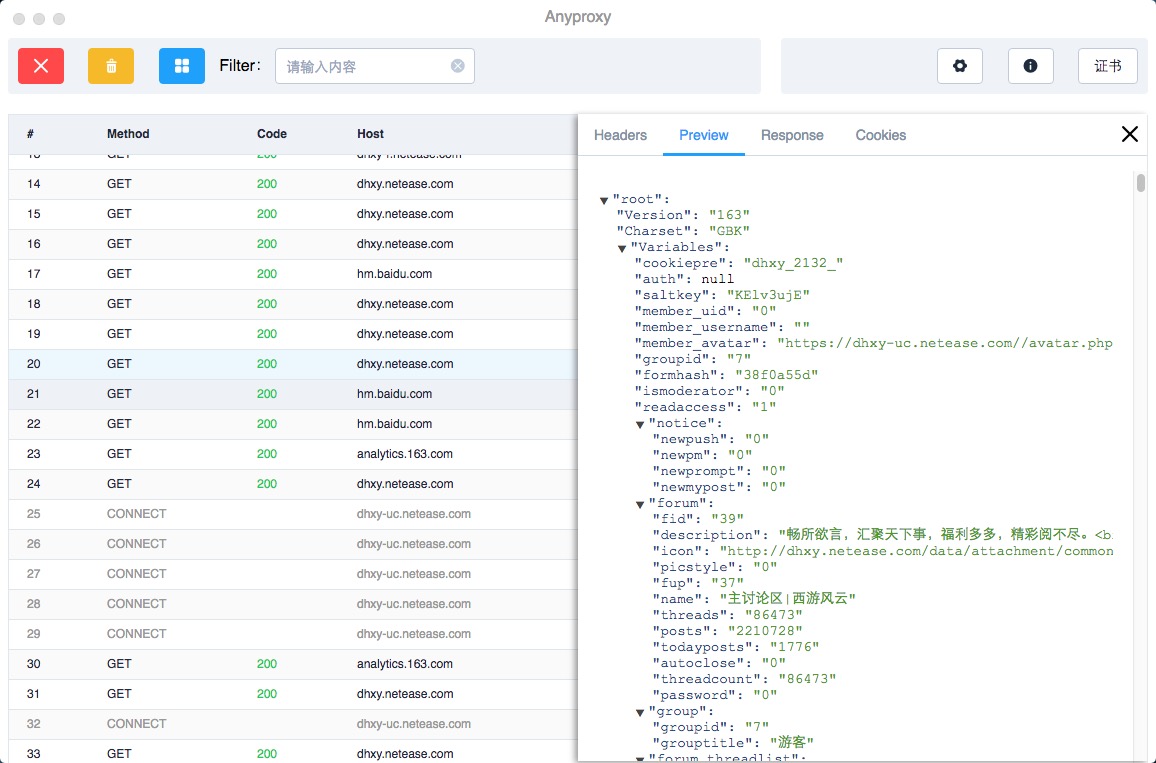 Anyproxy
Filter: 请输入内容 证书
# Method Code Host
GET 200
14 GET 200 dhxy.netease.com
15 GET 200 dhxy.netease.com
16 GET 200 dhxy.netease.com
17 GET 200 hm.baidu.com
18 GET 200 dhxy.netease.com
19 GET 200 dhxy.netease.com
20 GET 200 dhxy.netease.com
21 GET 200 hm.baidu.com
22 GET 200 hm.baidu.com
23 GET 200 analytics.163.com
24 GET 200 dhxy.netease.com
25 CONNECT dhxy-uc.netease.com
26 CONNECT dhxy-uc.netease.com
27 CONNECT dhxy-uc.netease.com
28 CONNECT dhxy-uc.netease.com
29 CONNECT dhxy-uc.netease.com
30 GET 200 analytics.163.com
31 GET 200 dhxy.netease.com
32 CONNECT dhxy-uc.netease.com
33 GET 200 dhxy.netease.com
Headers Preview Response Cookies
"root":
"Version": "163"
"Charset": "GBK"
"Variables":
"cookiepre": "dhxy_2132_"
"auth": null
"saltkey": "KElv3ujE"
"member_uid": "0"
"member_username": ""
"member_avatar": "https://dhxy-uc.netease.com//avatar.php
"groupid": "7"
"formhash": "38f0a55d"
"ismoderator": "0"
"readaccess": "1"
"notice":
"newpush": "0"
"newpm": "0"
"newprompt": "0"
"newmypost": "0"
"forum":
"fid": "39"
"description": "畅所欲言，汇聚天下事，福利多多，精彩阅不尽。<b
"icon": "http://dhxy.netease.com/data/attachment/common
"picstyle": "0"
"fup": "37"
"name": "主讨论区|西游风云"
"threads": "86473"
"posts": "2210728"
"todayposts": "1776"
"autoclose": "0"
"threadcount": "86473"
"password": "0"
"group":
"groupid": "7"
"grouptitle": "游客"
"forum_threadlist":